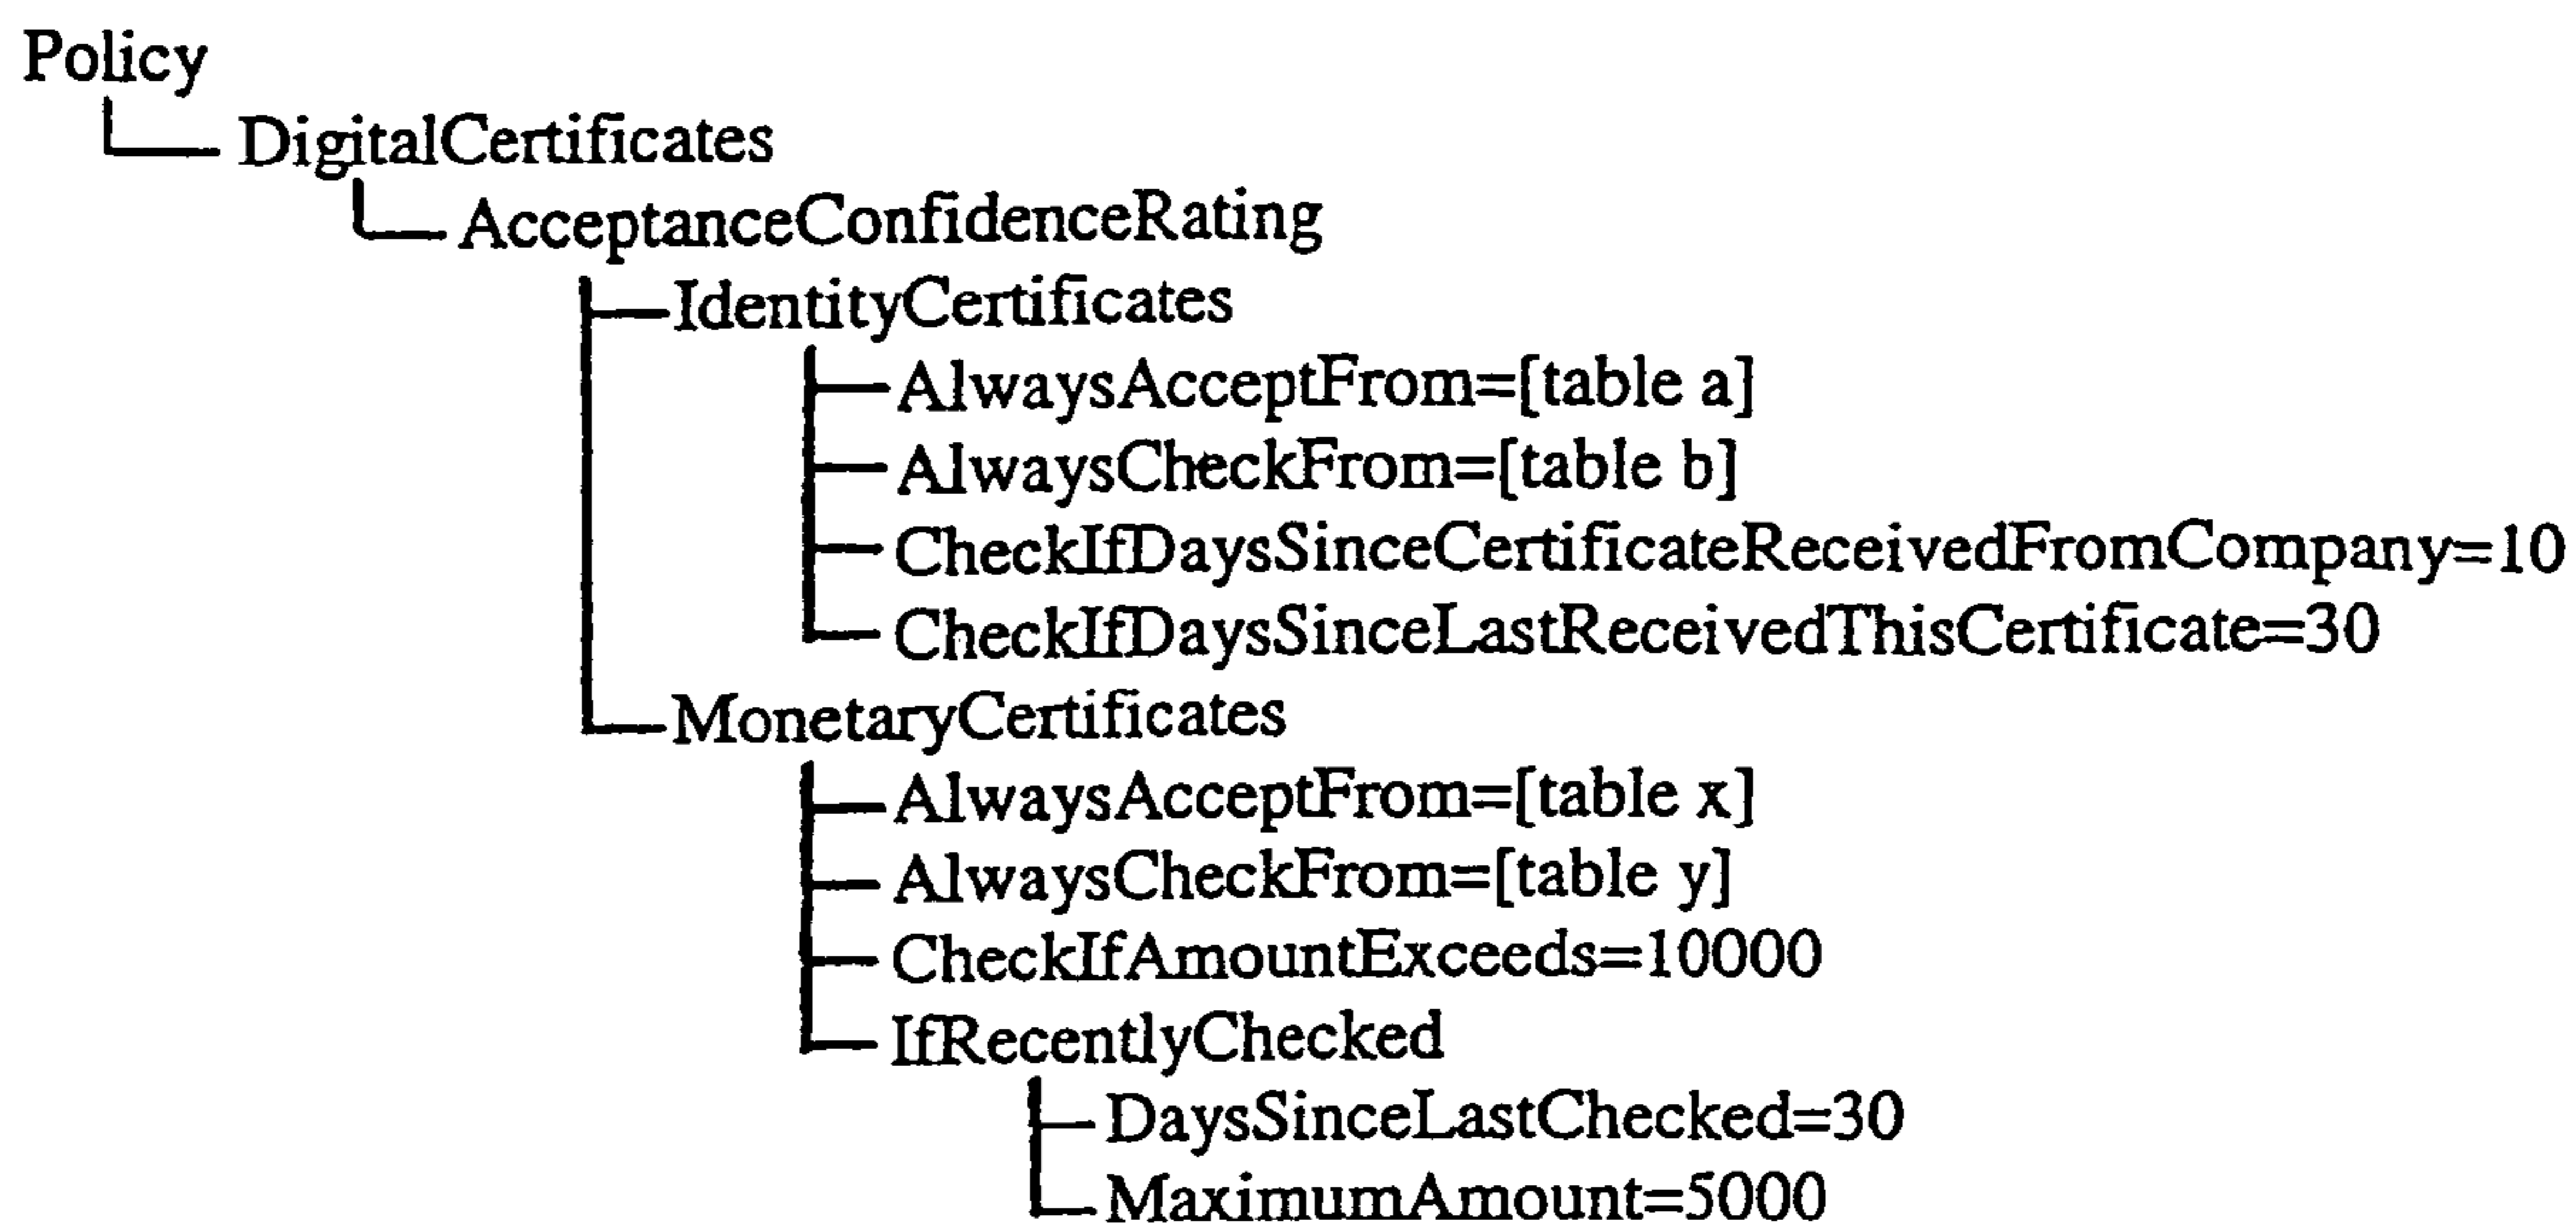 Policy
DigitalCertificates
AcceptanceConfidenceRating
IdentityCertificates
AlwaysAcceptFrom=[table a]
AlwaysCheckFrom=[table b]
CheckIfDaysSinceCertificateReceivedFromCompany=10
CheckIfDaysSinceLastReceivedThisCertificate=30
MonetaryCertificates
AlwaysAcceptFrom=[table x]
AlwaysCheckFrom=[table y]
CheckIfAmountExceeds=10000
IfRecentlyChecked
DaysSinceLastChecked=30
MaximumAmount=5000